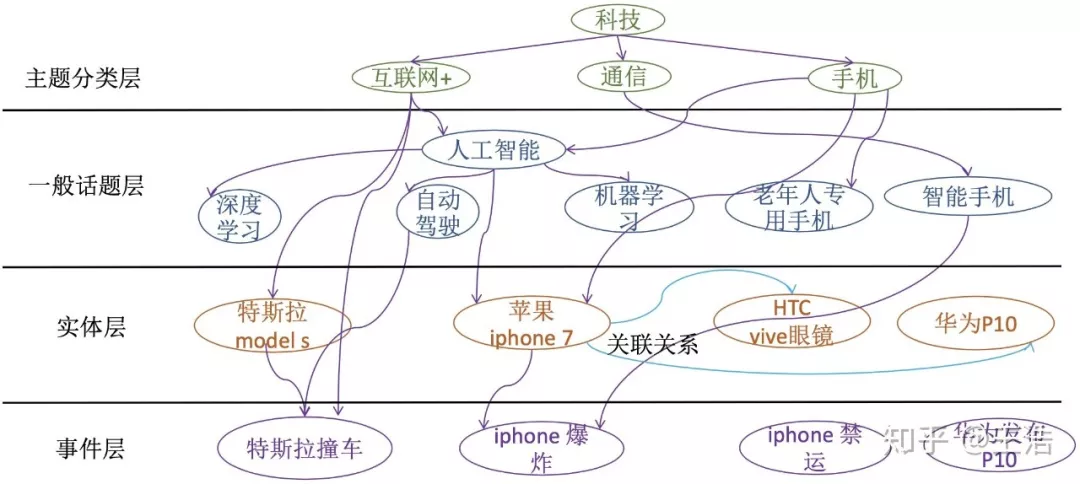 科技
主题分类层
互联网+
通信
手机
人工智能
一般话题层
深度
学习
自动
驾驶
机器学
习
老年人专
用手机
智能手机
实体层
特斯拉
model s
苹果
iphone 7
关联关系
HTC
vive眼镜
华为P10
事件层
特斯拉撞车
iphone 爆
炸
iphone 禁
运
华为发布
P10
知乎 @王浩